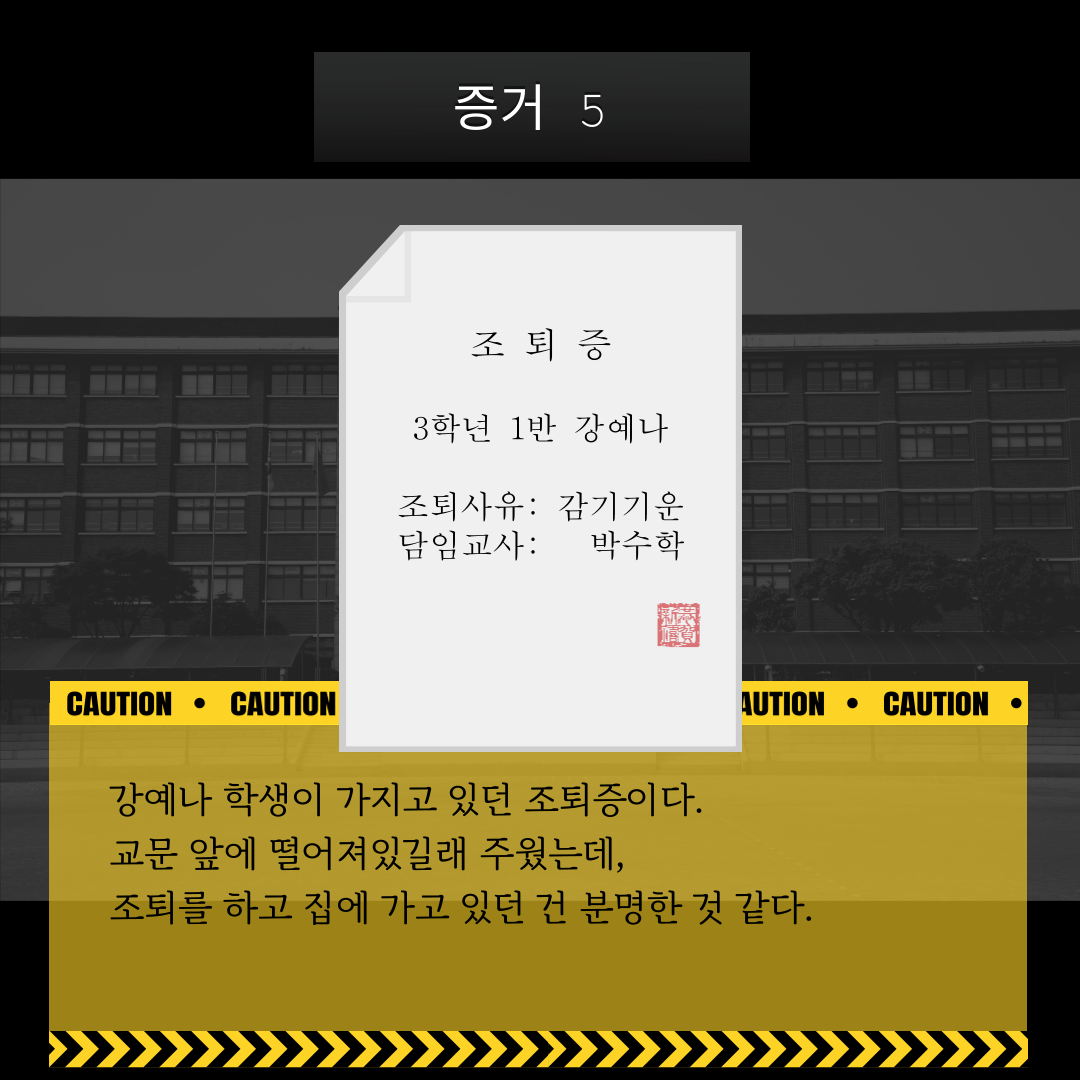 증거 5
조 퇴 증
3학년 1반 강예나
조퇴사유: 감기기운
담임교사: 박수학
CAUTION • CAUTION
AUTION • CAUTION •
강예나 학생이 가지고 있던 조퇴증이다.
교문 앞에 떨어져있길래 주웠는데,
조퇴를 하고 집에 가고 있던 건 분명한 것 같다.